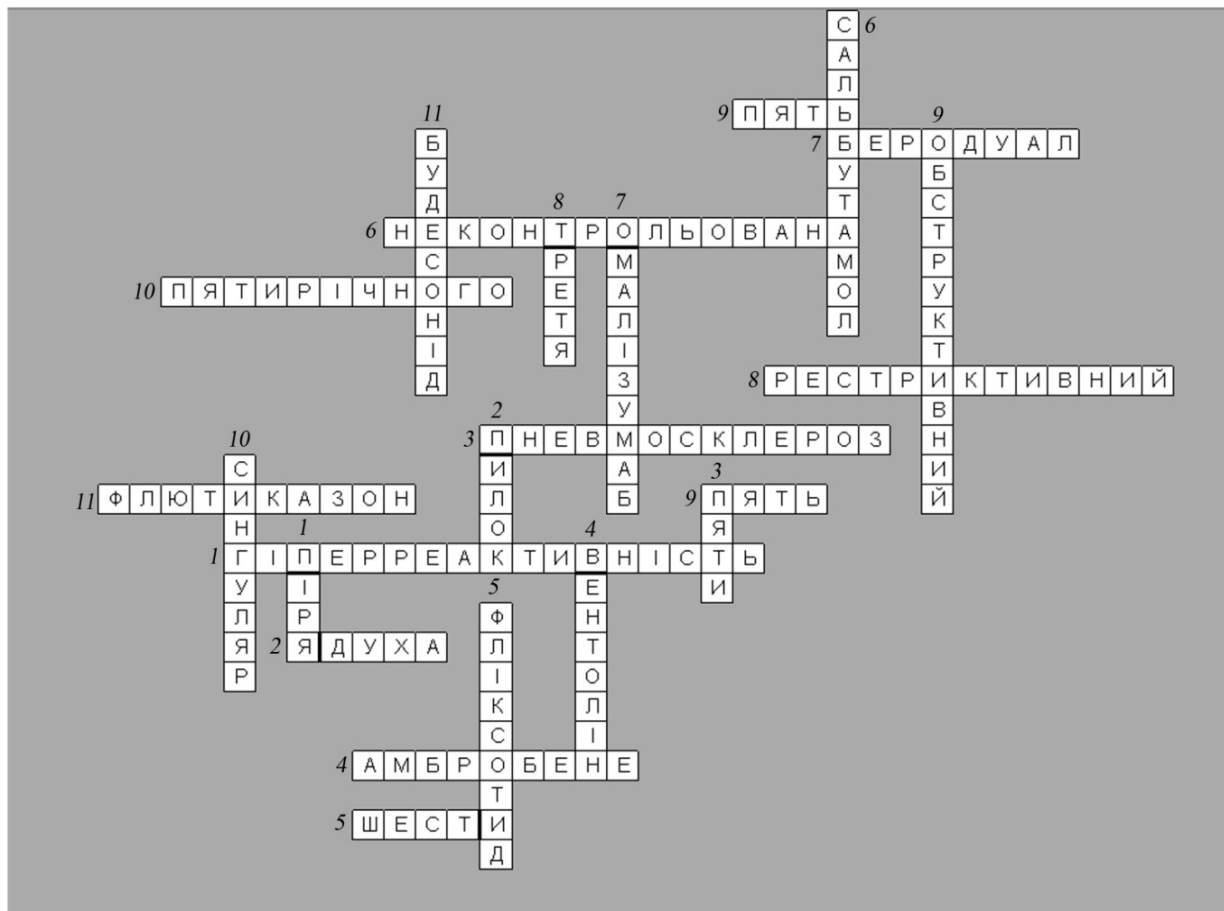 6 САЛЬБУТАМОЛ
9 ПЯТЬ
11 БУДЕСОНІД
9 ОБСТРУКТИВНИЙ
7 БЕРОДУАЛ
8 ТРЕТЯ
7 ОМАЛІЗУМАБ
6 НЕКОНТРОЛЬОВАНА
10 ПЯТИРІЧНОГО
8 РЕСТРИКТИВНИЙ
2 ПИЛОК
3 ПНЕВМОСКЛЕРОЗ
10 СИНГУЛЯР
3 ПЯТИ
11 ФЛЮТИКАЗОН
9 ПЯТЬ
1 ПІРЯ
4 ВЕНТОЛІН
1 ГІПЕРРЕАКТИВНІСТЬ
5 ФЛІКСОТИД
2 ЯДУХА
4 АМБРОБЕНЕ
5 ШЕСТИ